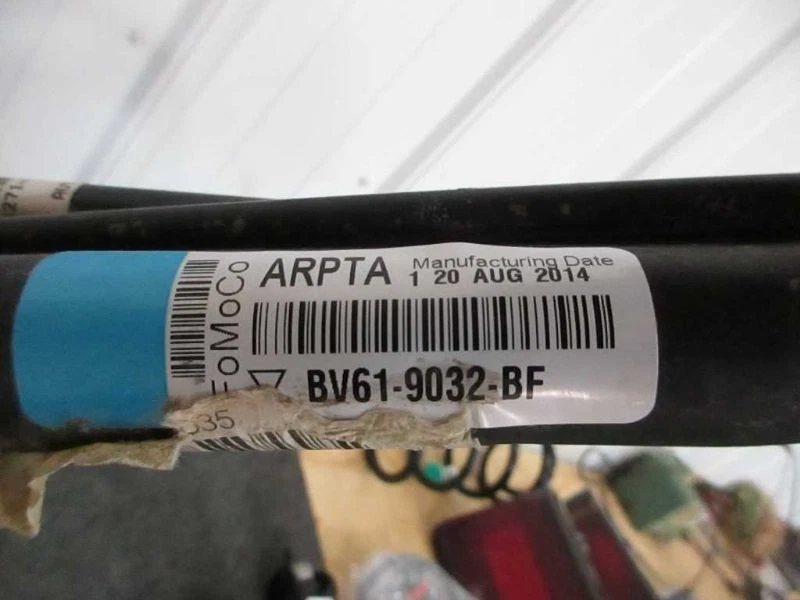 FoMoCo
ARPTA
Manufacturing Date
1 20 AUG 2014
BV61-9032-BF